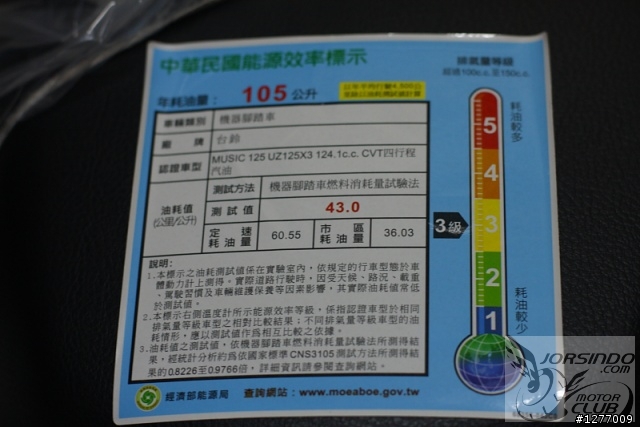 中華民國能源效率標示
排氣量等級
超過100c.c. 至150c.c.
年耗油量： 105 公升
以年平均行駛4,500公
車輛類別 機器腳踏車
廠 牌 台鈴
認證車型 MUSIC 125 UZ125X3 124.1c.c. CVT四行程
汽油
油耗值
(公里/公升)
測試方法 機器腳踏車燃料消耗量試驗法
測試值 43.0
定速耗油量 60.55 市區耗油量 36.03
耗油較多
5
4
3
2
1
3級
耗油較少
說明:
1.本標示之油耗測試值係在實驗室內，依規定的行車型態於車
體動力計上測得。實際道路行駛時，因受天候、路況、載重
、駕駛習慣及車輛維護保養等因素影響，其實際油耗值常低
於測試值。
2.本標示右側溫度計所示能源效率等級，係指認證車型於相同
排氣量等級車型之相對比較結果；不同排氣量等級車型的油
耗情形，應以測試值作為相互比較之依據。
3.油耗值之測試值，依機器腳踏車燃料消耗量試驗法所測得結
果，經統計分析約為依國家標準CNS3105測試方法所測得結
果的0.8226至0.9766倍。詳細資訊請參閱查詢網站。
經濟部能源局 查詢網站：www.moeaboe.gov.tw
JORSINDO
.com
MOTOR
CLUB
#1277009